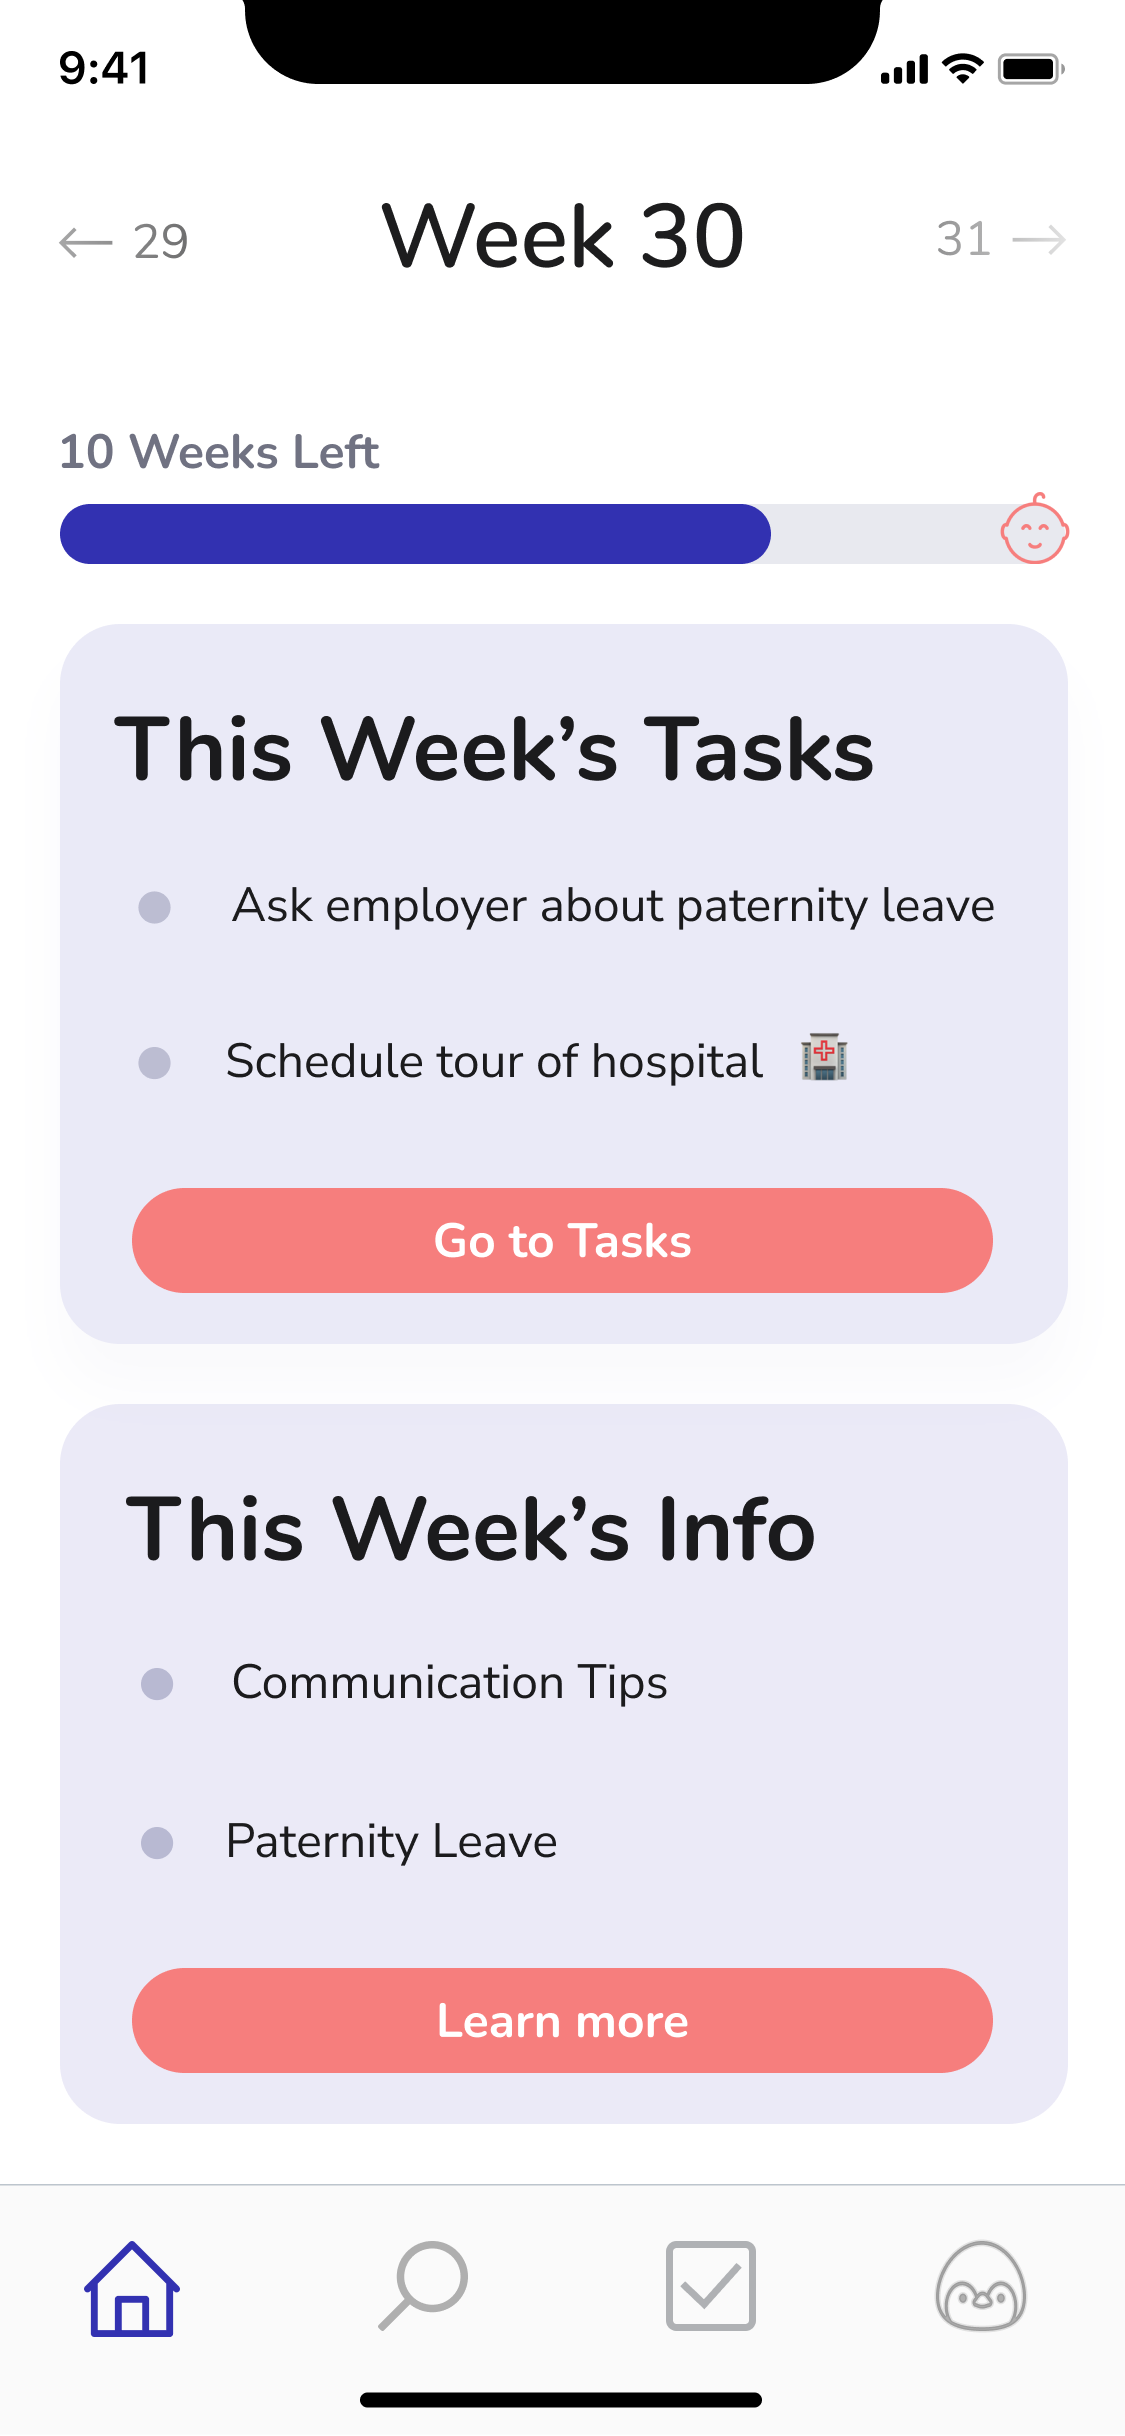 9:41
29
Week 30
31
10 Weeks Left
This Week’s Tasks
Ask employer about paternity leave
Schedule tour of hospital 🏥
Go to Tasks
This Week’s Info
Communication Tips
Paternity Leave
Learn more